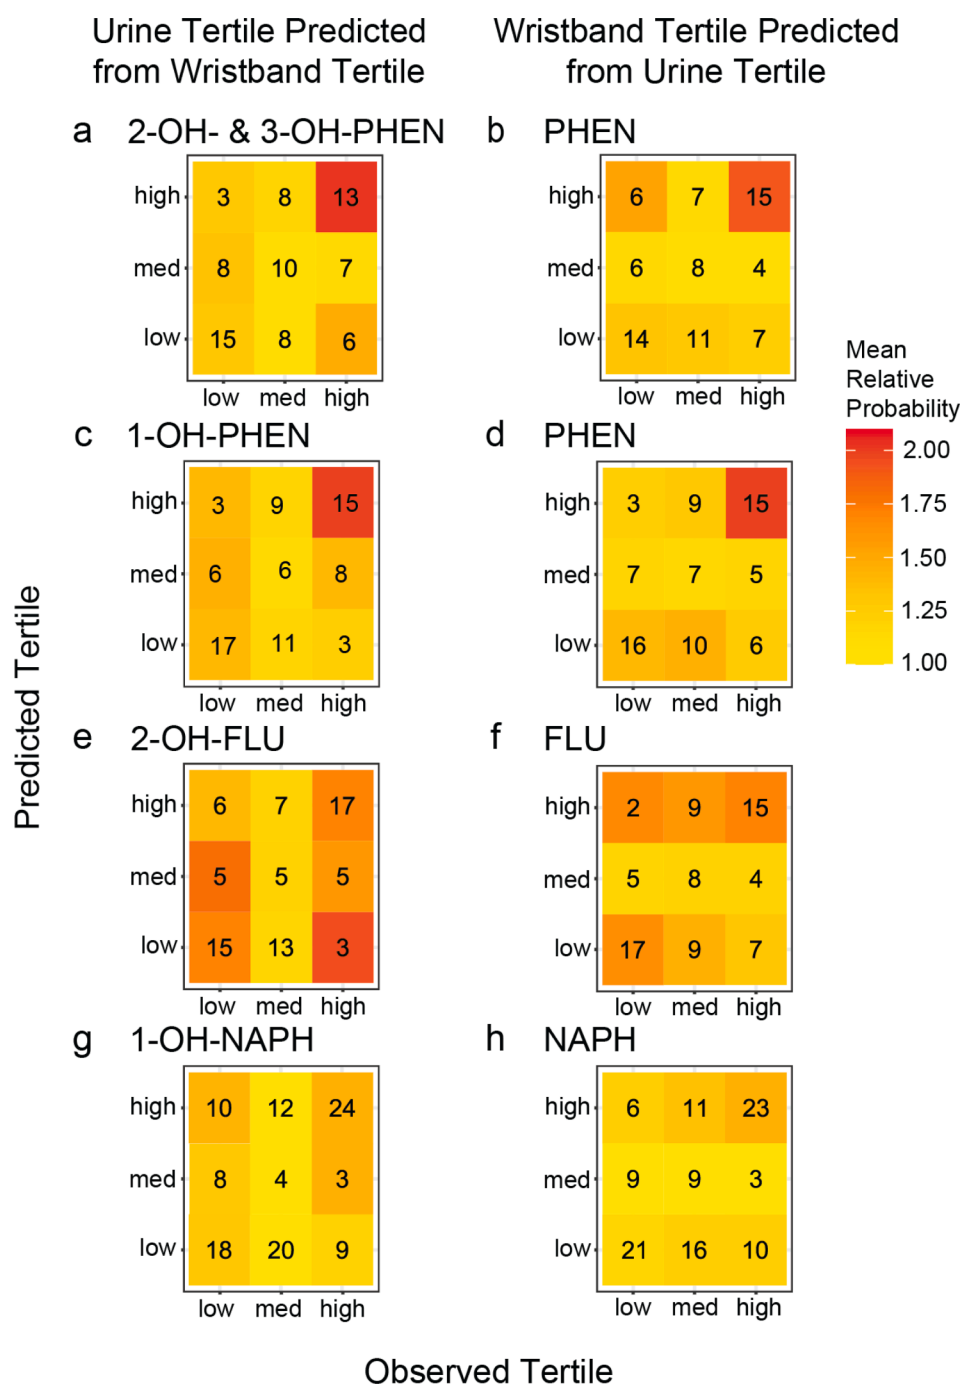 Urine Tertile Predicted
from Wristband Tertile
Wristband Tertile Predicted
from Urine Tertile
a 2-OH- & 3-OH-PHEN
high 3 8 13
med 8 10 7
low 15 8 6
low med high
b PHEN
high 6 7 15
med 6 8 4
low 14 11 7
low med high
c 1-OH-PHEN
high 3 9 15
med 6 6 8
low 17 11 3
low med high
d PHEN
high 3 9 15
med 7 7 5
low 16 10 6
low med high
e 2-OH-FLU
high 6 7 17
med 5 5 5
low 15 13 3
low med high
f FLU
high 2 9 15
med 5 8 4
low 17 9 7
low med high
g 1-OH-NAPH
high 10 12 24
med 8 4 3
low 18 20 9
low med high
h NAPH
high 6 11 23
med 9 9 3
low 21 16 10
low med high
Mean
Relative
Probability
2.00
1.75
1.50
1.25
1.00
Predicted Tertile
Observed Tertile